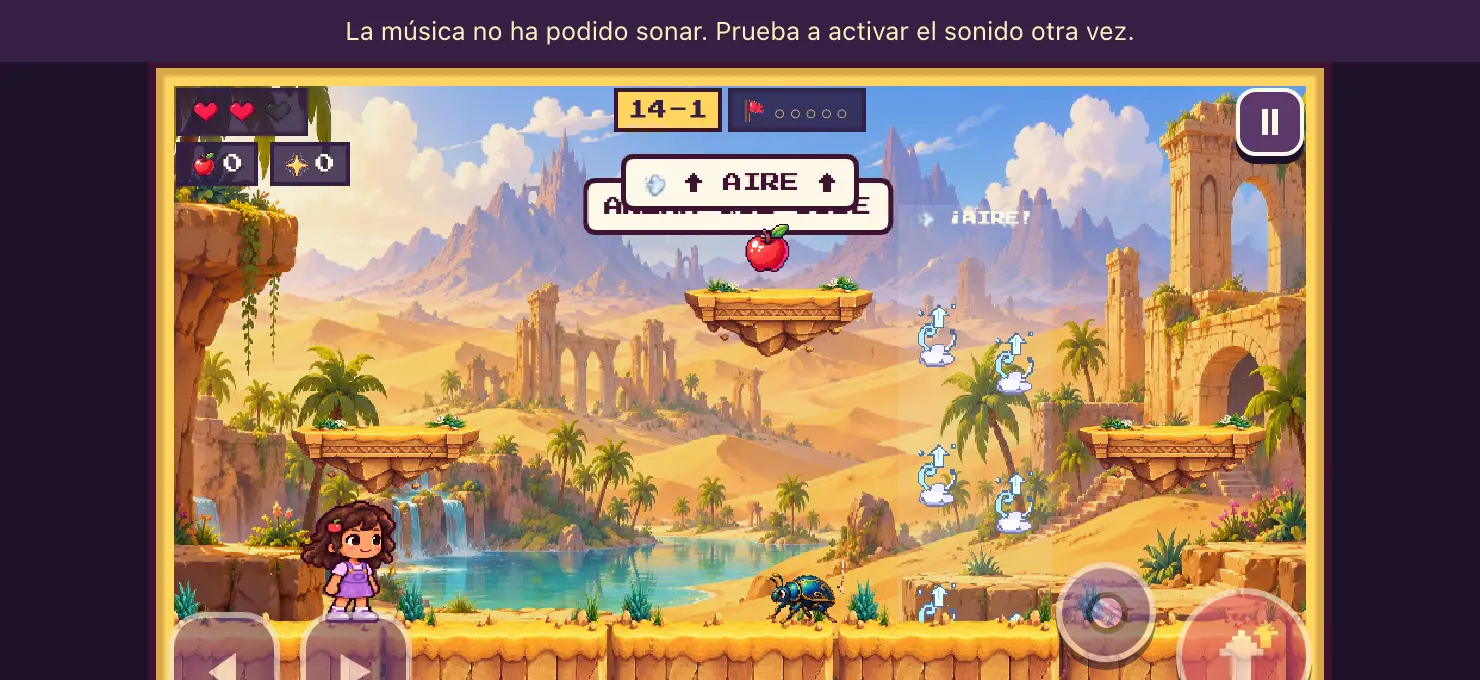 La música no ha podido sonar. Prueba a activar el sonido otra vez.
14-1
0 0
↑ AIRE ↑
¡AIRE!